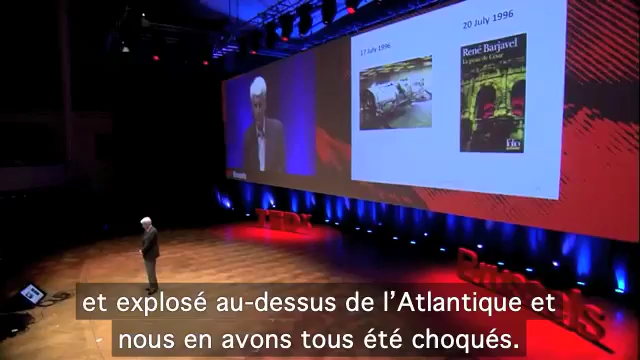 17 July 1996
20 July 1996
René Barjavel
La peau de César
folio
TEDx
Brussels
et explosé au-dessus de l'Atlantique et
nous en avons tous été choqués.